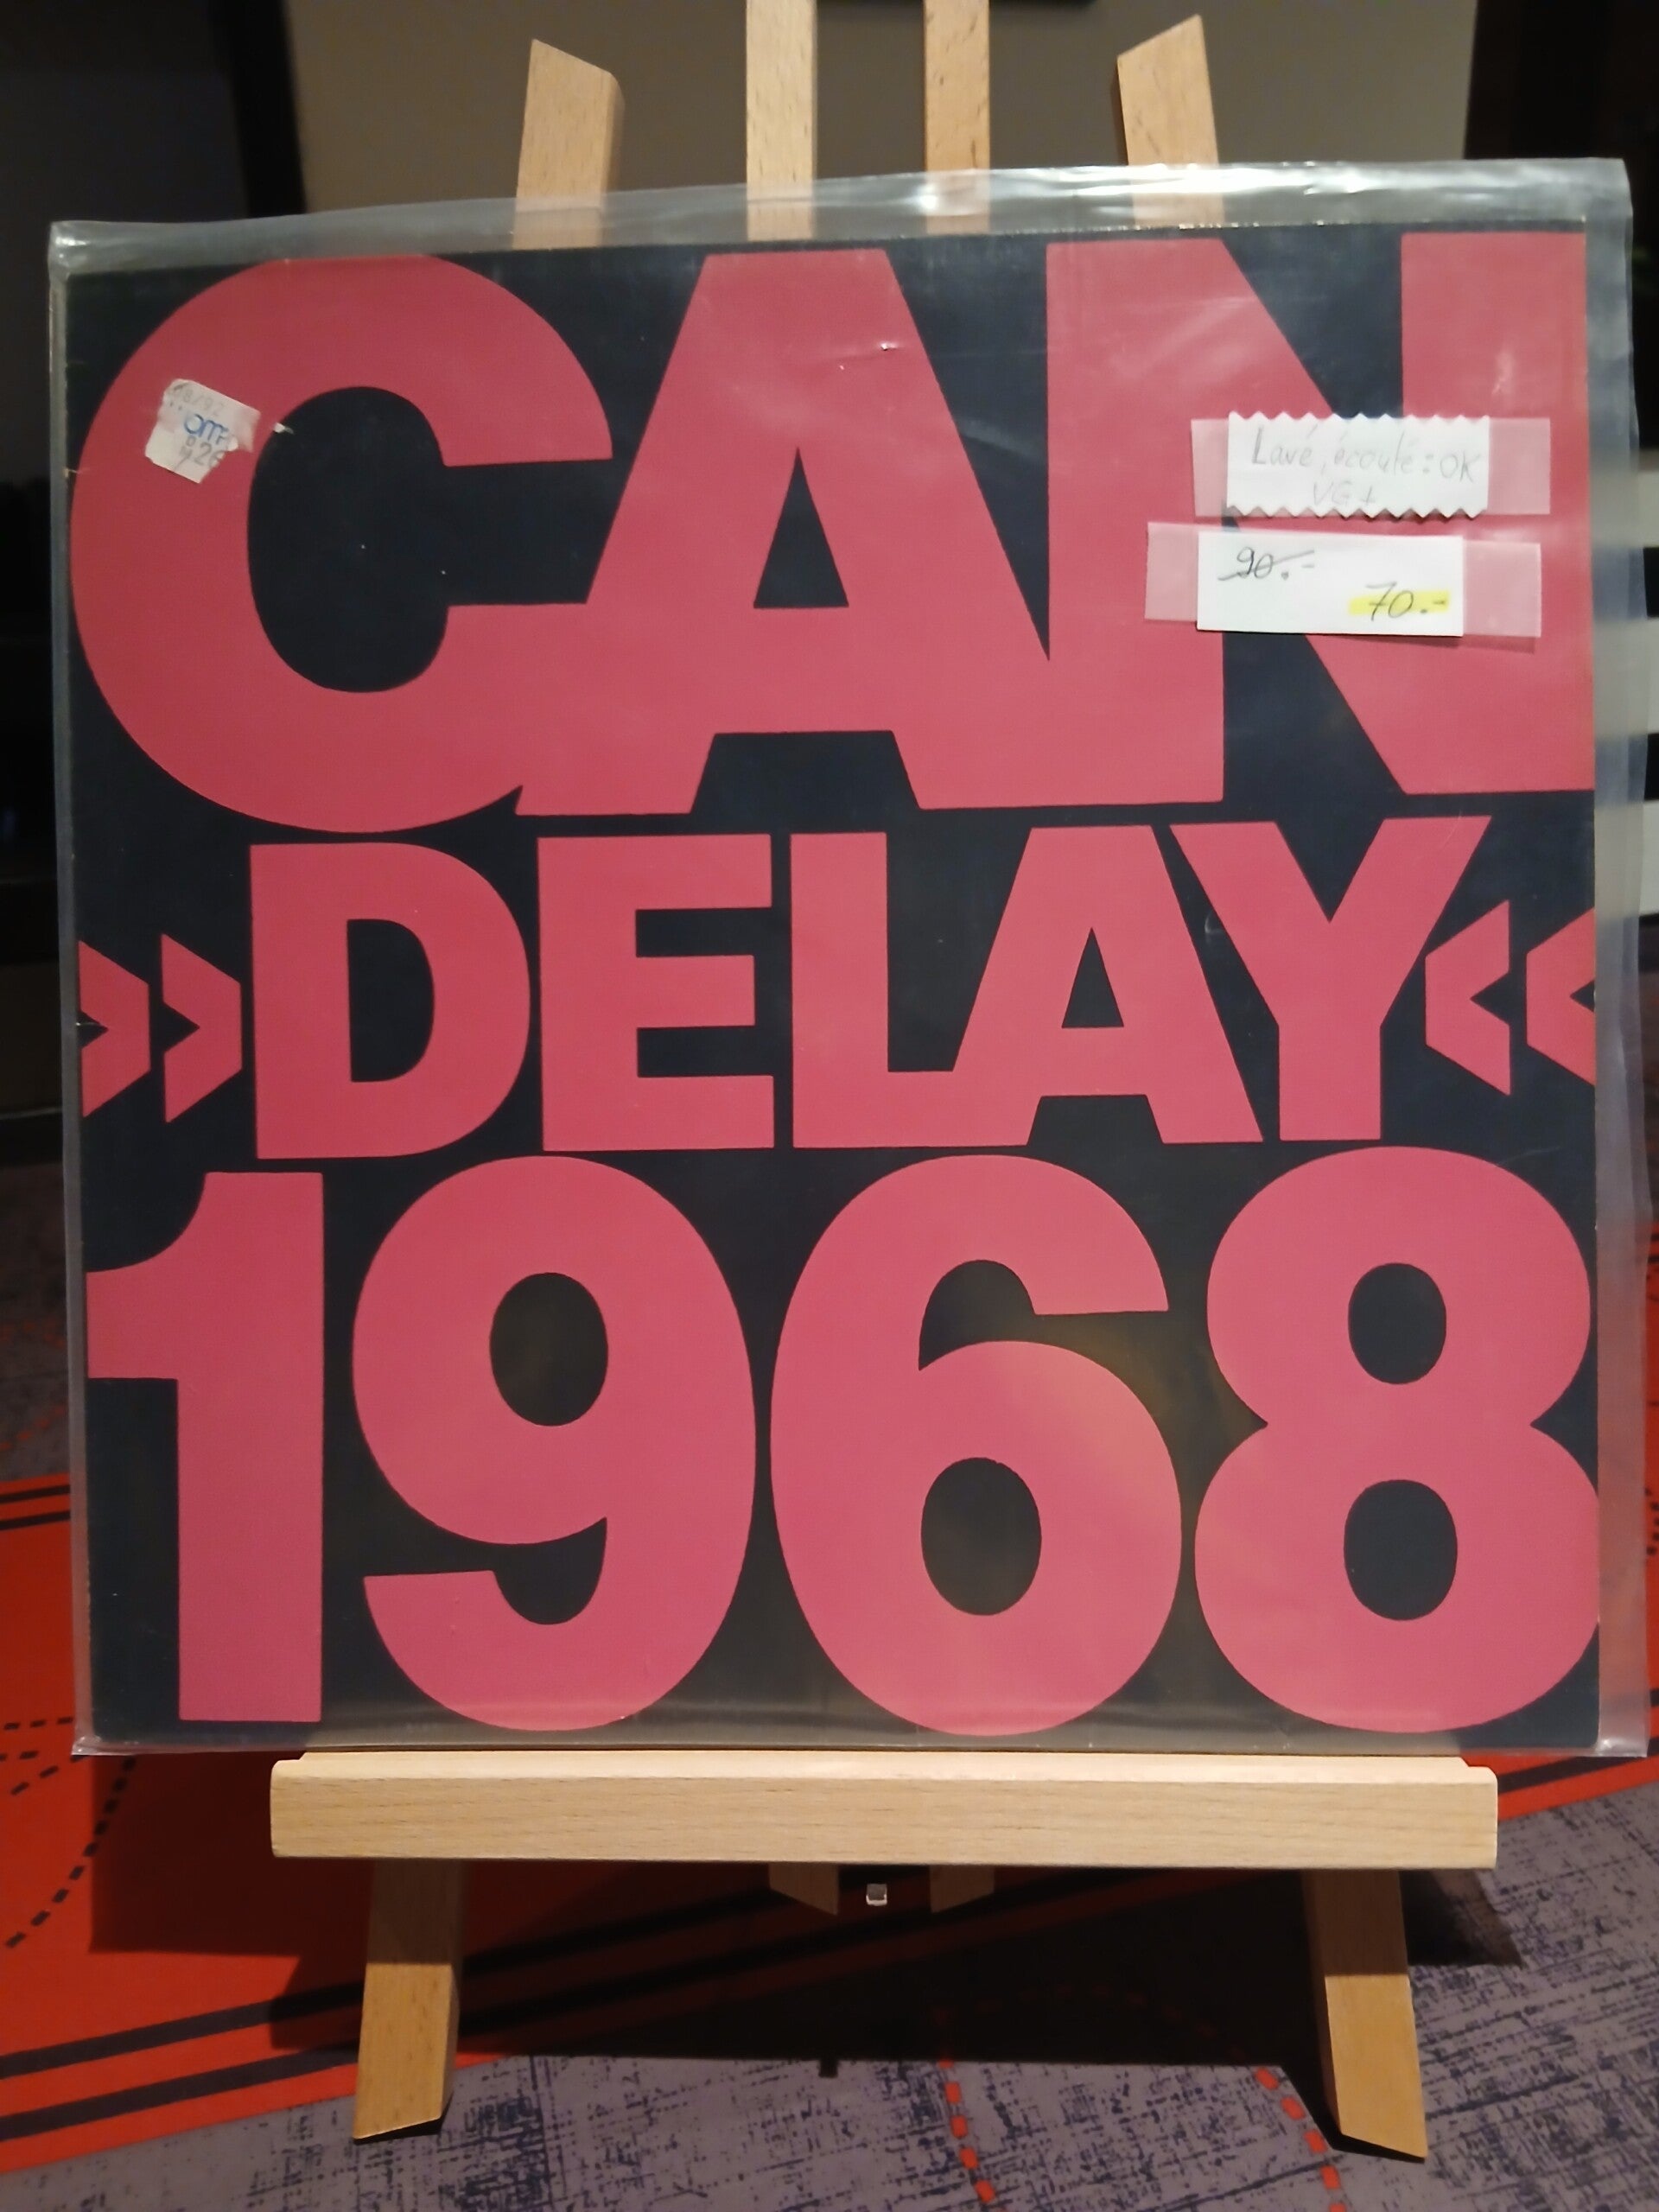 CAN
Lavé, écouté : OK
VG+
90.-
70.-
»DELAY«
1968